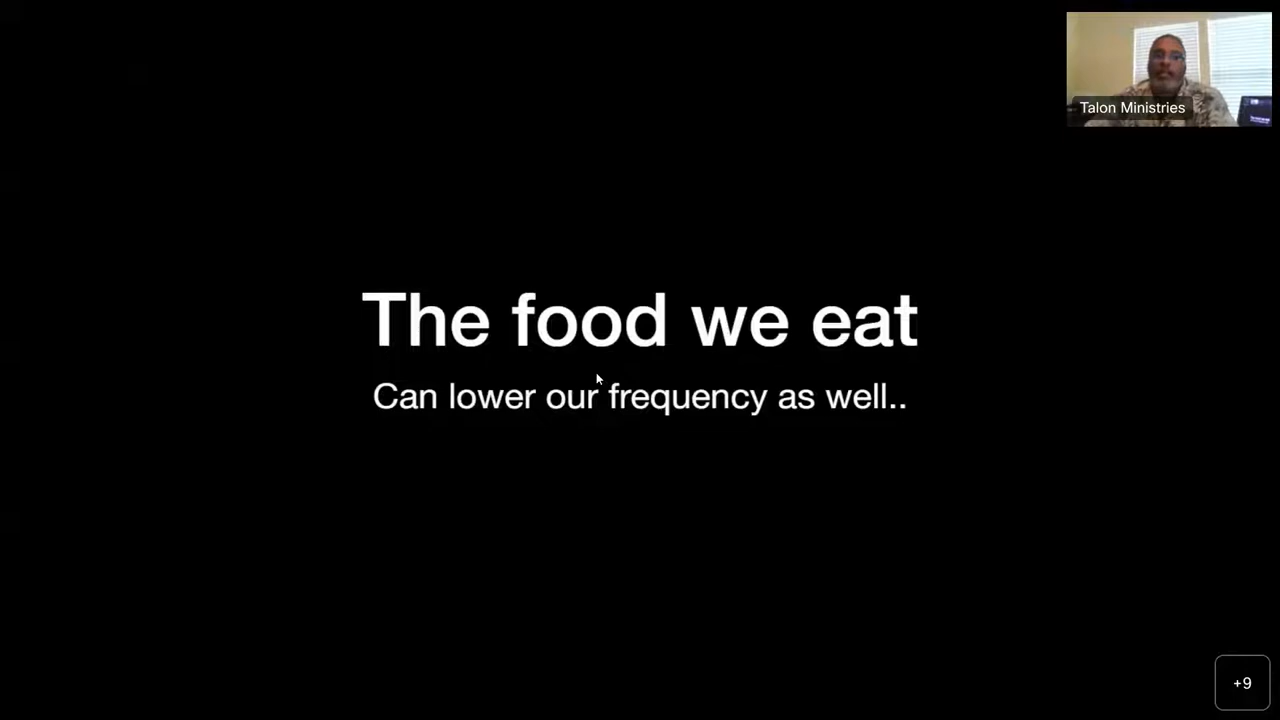 Talon Ministries
The food we eat
Can lower our frequency as well..
+9